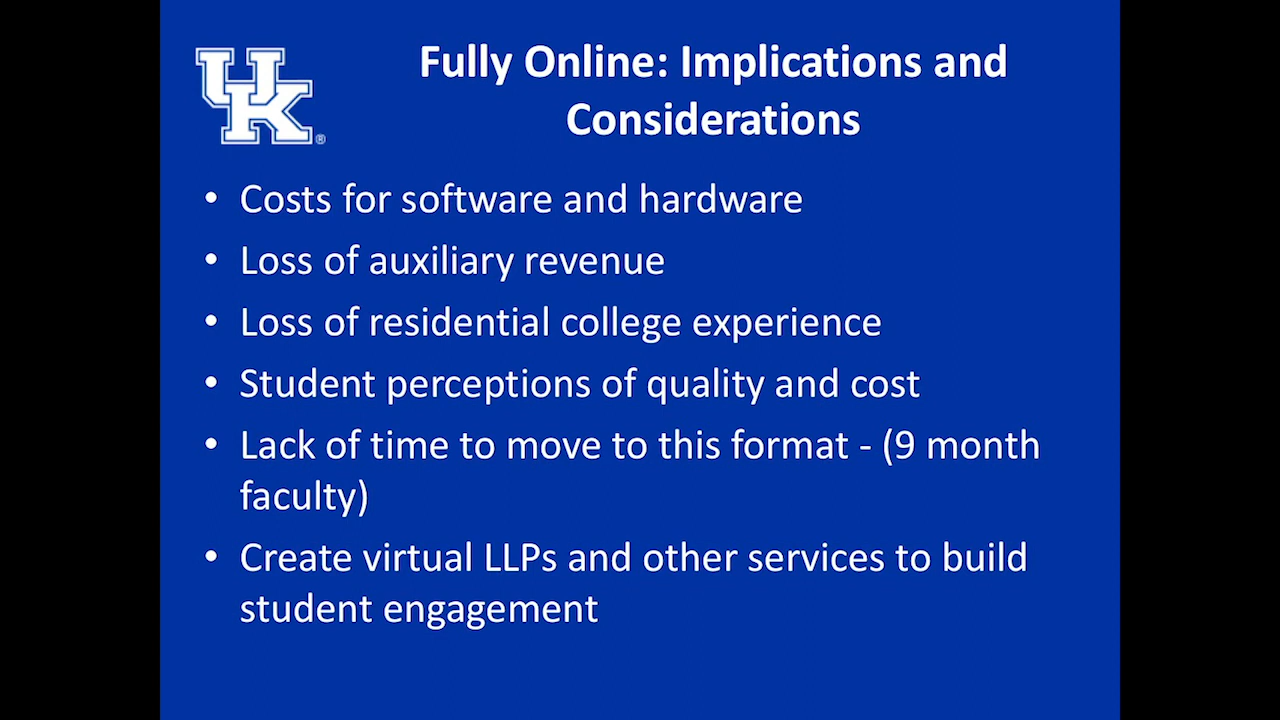 UK®
Fully Online: Implications and
Considerations
• Costs for software and hardware
• Loss of auxiliary revenue
• Loss of residential college experience
• Student perceptions of quality and cost
• Lack of time to move to this format - (9 month
faculty)
• Create virtual LLPs and other services to build
student engagement